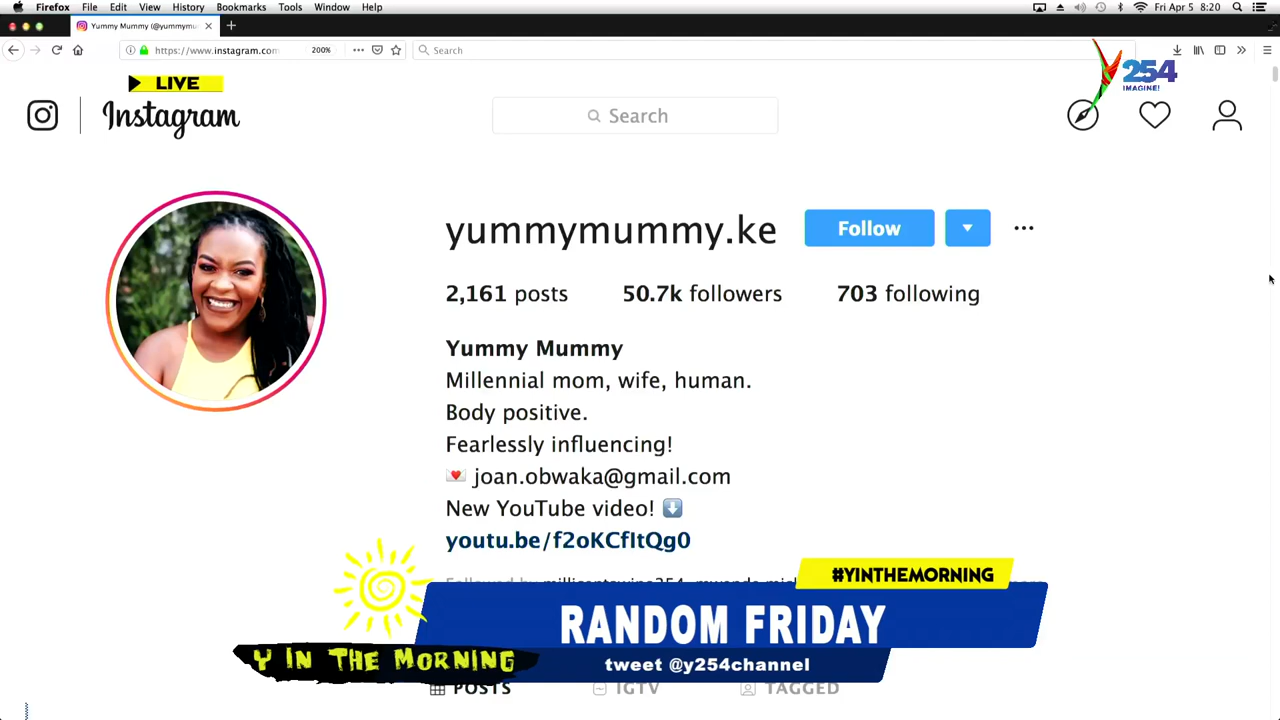 Firefox File Edit View History Bookmarks Tools Window Help Fri Apr 5 8:20
Yummy Mummy (@yummymu
https://www.instagram.com 200% Search
LIVE
254
IMAGINE!
Instagram
Search
yummymummy.ke Follow
2,161 posts 50.7k followers 703 following
Yummy Mummy
Millennial mom, wife, human.
Body positive.
Fearlessly influencing!
joan.obwaka@gmail.com
New YouTube video!
youtu.be/f2oKCfItQg0
Followed by
#YINTHEMORNING
RANDOM FRIDAY
Y IN THE MORNING
tweet @y254channel
POSTS IGTV TAGGED